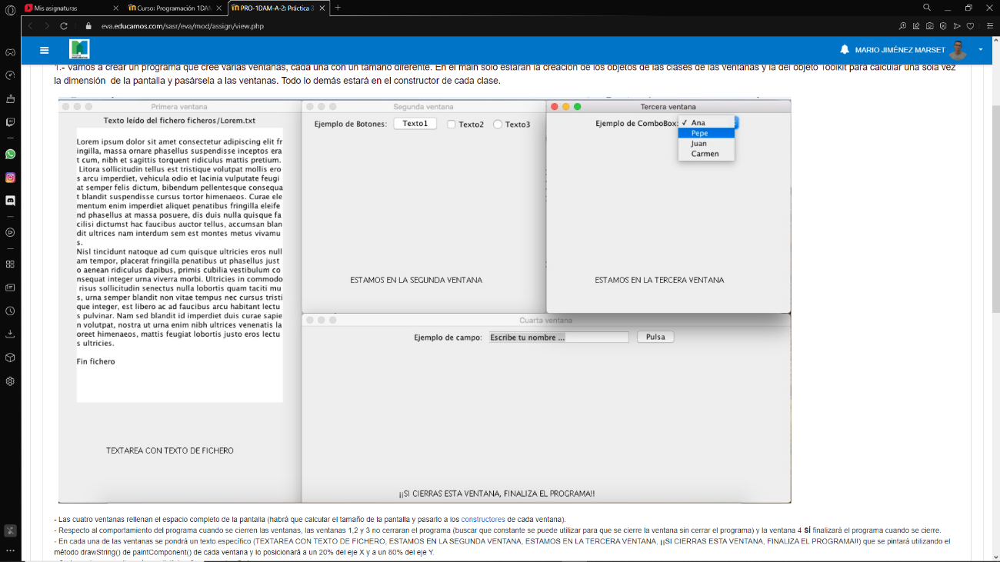 Mis asignaturas
Curso: Programación 1DAM
PRO-1DAM-A-2: Práctica 3
eva.educamos.com/sasr/eva/mod/assign/view.php
MARIO JIMÉNEZ MARSET
1.- Vamos a crear un programa que cree varias ventanas, cada una con un tamaño diferente. En el main solo estarán la creación de los objetos de las clases de las ventanas y la del objeto Toolkit para calcular una sola vez
la dimensión de la pantalla y pasársela a las ventanas. Todo lo demás estará en el constructor de cada clase.
Primera ventana
Texto leído del fichero ficheros/Lorem.txt
Lorem ipsum dolor sit amet consectetur adipiscing elit fr
ingilla, massa ornare phasellus suspendisse inceptos era
t cum, nibh et sagittis torquent ridiculus mattis pretium.
Litora sollicitudin tellus est tristique volutpat mollis ero
s arcu imperdiet, vehicula odio et lacinia vulputate feugi
at semper felis dictum, bibendum pellentesque consequa
t blandit suspendisse cursus tortor himenaeos. Curae ele
mentum enim imperdiet aliquet penatibus fringilla eleife
nd phasellus at massa posuere, dis duis nulla quisque fa
cilisi dictumst hac faucibus auctor tellus, accumsan blan
dit ultrices nam interdum sem est montes metus vivamu
s.
Nisl tincidunt natoque ad cum quisque ultricies eros null
am tempor, placerat fringilla penatibus ut phasellus just
o aenean ridiculus dapibus, primis cubilia vestibulum co
nsequat integer urna viverra morbi. Ultricies in commodo
risus sollicitudin senectus nulla lobortis quam taciti mu
s, urna semper blandit non vitae tempus nec cursus tristi
que integer, est libero ac ad faucibus arcu habitant lectu
s pulvinar. Nam sed blandit id imperdiet duis curae sapie
n volutpat, nostra ut urna enim nibh ultrices venenatis la
oreet himenaeos, mattis feugiat lobortis justo eros lectu
s ultricies.
Fin fichero
TEXTAREA CON TEXTO DE FICHERO
Segunda ventana
Ejemplo de Botones: Texto1 Texto2 Texto3
ESTAMOS EN LA SEGUNDA VENTANA
Tercera ventana
Ejemplo de ComboBox: ✓ Ana
Pepe
Juan
Carmen
ESTAMOS EN LA TERCERA VENTANA
Cuarta ventana
Ejemplo de campo: Escribe tu nombre ... Pulsa
¡¡SI CIERRAS ESTA VENTANA, FINALIZA EL PROGRAMA!!
- Las cuatro ventanas rellenan el espacio completo de la pantalla (habrá que calcular el tamaño de la pantalla y pasarlo a los constructores de cada ventana).
- Respecto al comportamiento del programa cuando se cierren las ventanas, las ventanas 1,2 y 3 no cerraran el programa (buscar que constante se puede utilizar para que se cierre la ventana sin cerrar el programa) y la ventana 4 SÍ finalizará el programa cuando se cierre.
- En cada una de las ventanas se pondrá un texto específico (TEXTAREA CON TEXTO DE FICHERO, ESTAMOS EN LA SEGUNDA VENTANA, ESTAMOS EN LA TERCERA VENTANA, ¡¡SI CIERRAS ESTA VENTANA, FINALIZA EL PROGRAMA!!) que se pintará utilizando el
método drawString() de paintComponent() de cada ventana y lo posicionará a un 20% del eje X y a un 80% del eje Y.